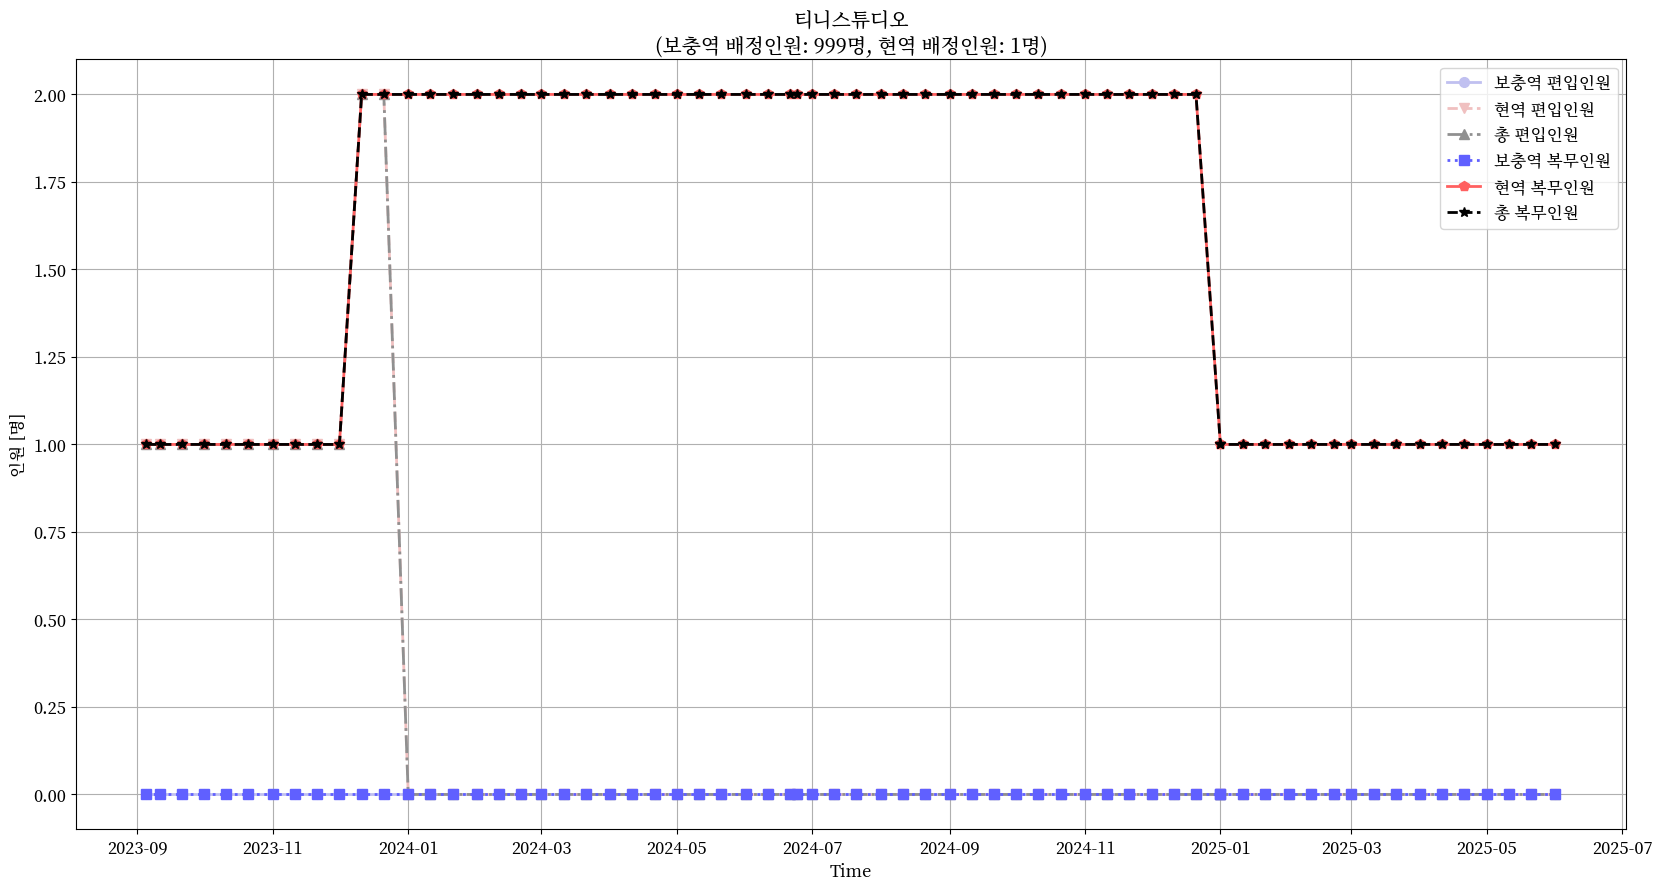 티니스튜디오
(보충역 배정인원: 999명, 현역 배정인원: 1명)
보충역 편입인원
현역 편입인원
총 편입인원
보충역 복무인원
현역 복무인원
총 복무인원
인원 [명]
2.00
1.75
1.50
1.25
1.00
0.75
0.50
0.25
0.00
2023-09 2023-11 2024-01 2024-03 2024-05 2024-07 2024-09 2024-11 2025-01 2025-03 2025-05 2025-07
Time